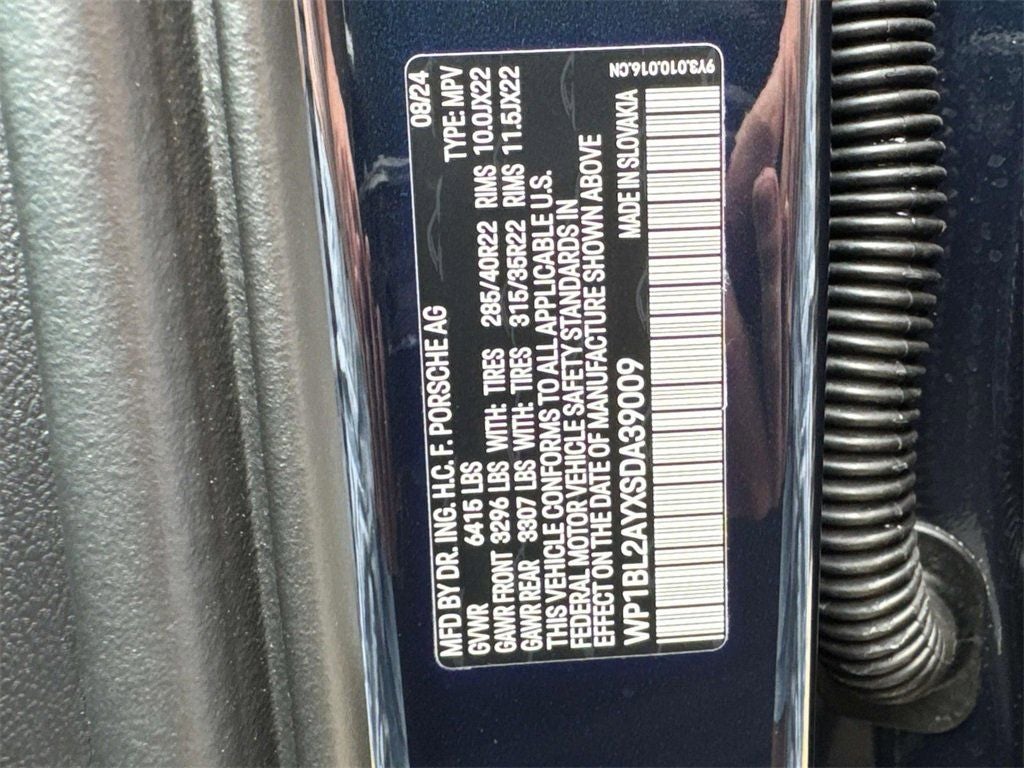 MFD BY DR. ING. H.C. F. PORSCHE AG 08/24
GVWR 6415 LBS TYPE: MPV
GAWR FRONT 3296 LBS WITH: TIRES 285/40R22 RIMS 10.0JX22
GAWR REAR 3307 LBS WITH: TIRES 315/35R22 RIMS 11.5JX22
THIS VEHICLE CONFORMS TO ALL APPLICABLE U.S.
FEDERAL MOTOR VEHICLE SAFETY STANDARDS IN
EFFECT ON THE DATE OF MANUFACTURE SHOWN ABOVE
WP1BL2AYXSDA39009 MADE IN SLOVAKIA
9Y3.010.016.CN